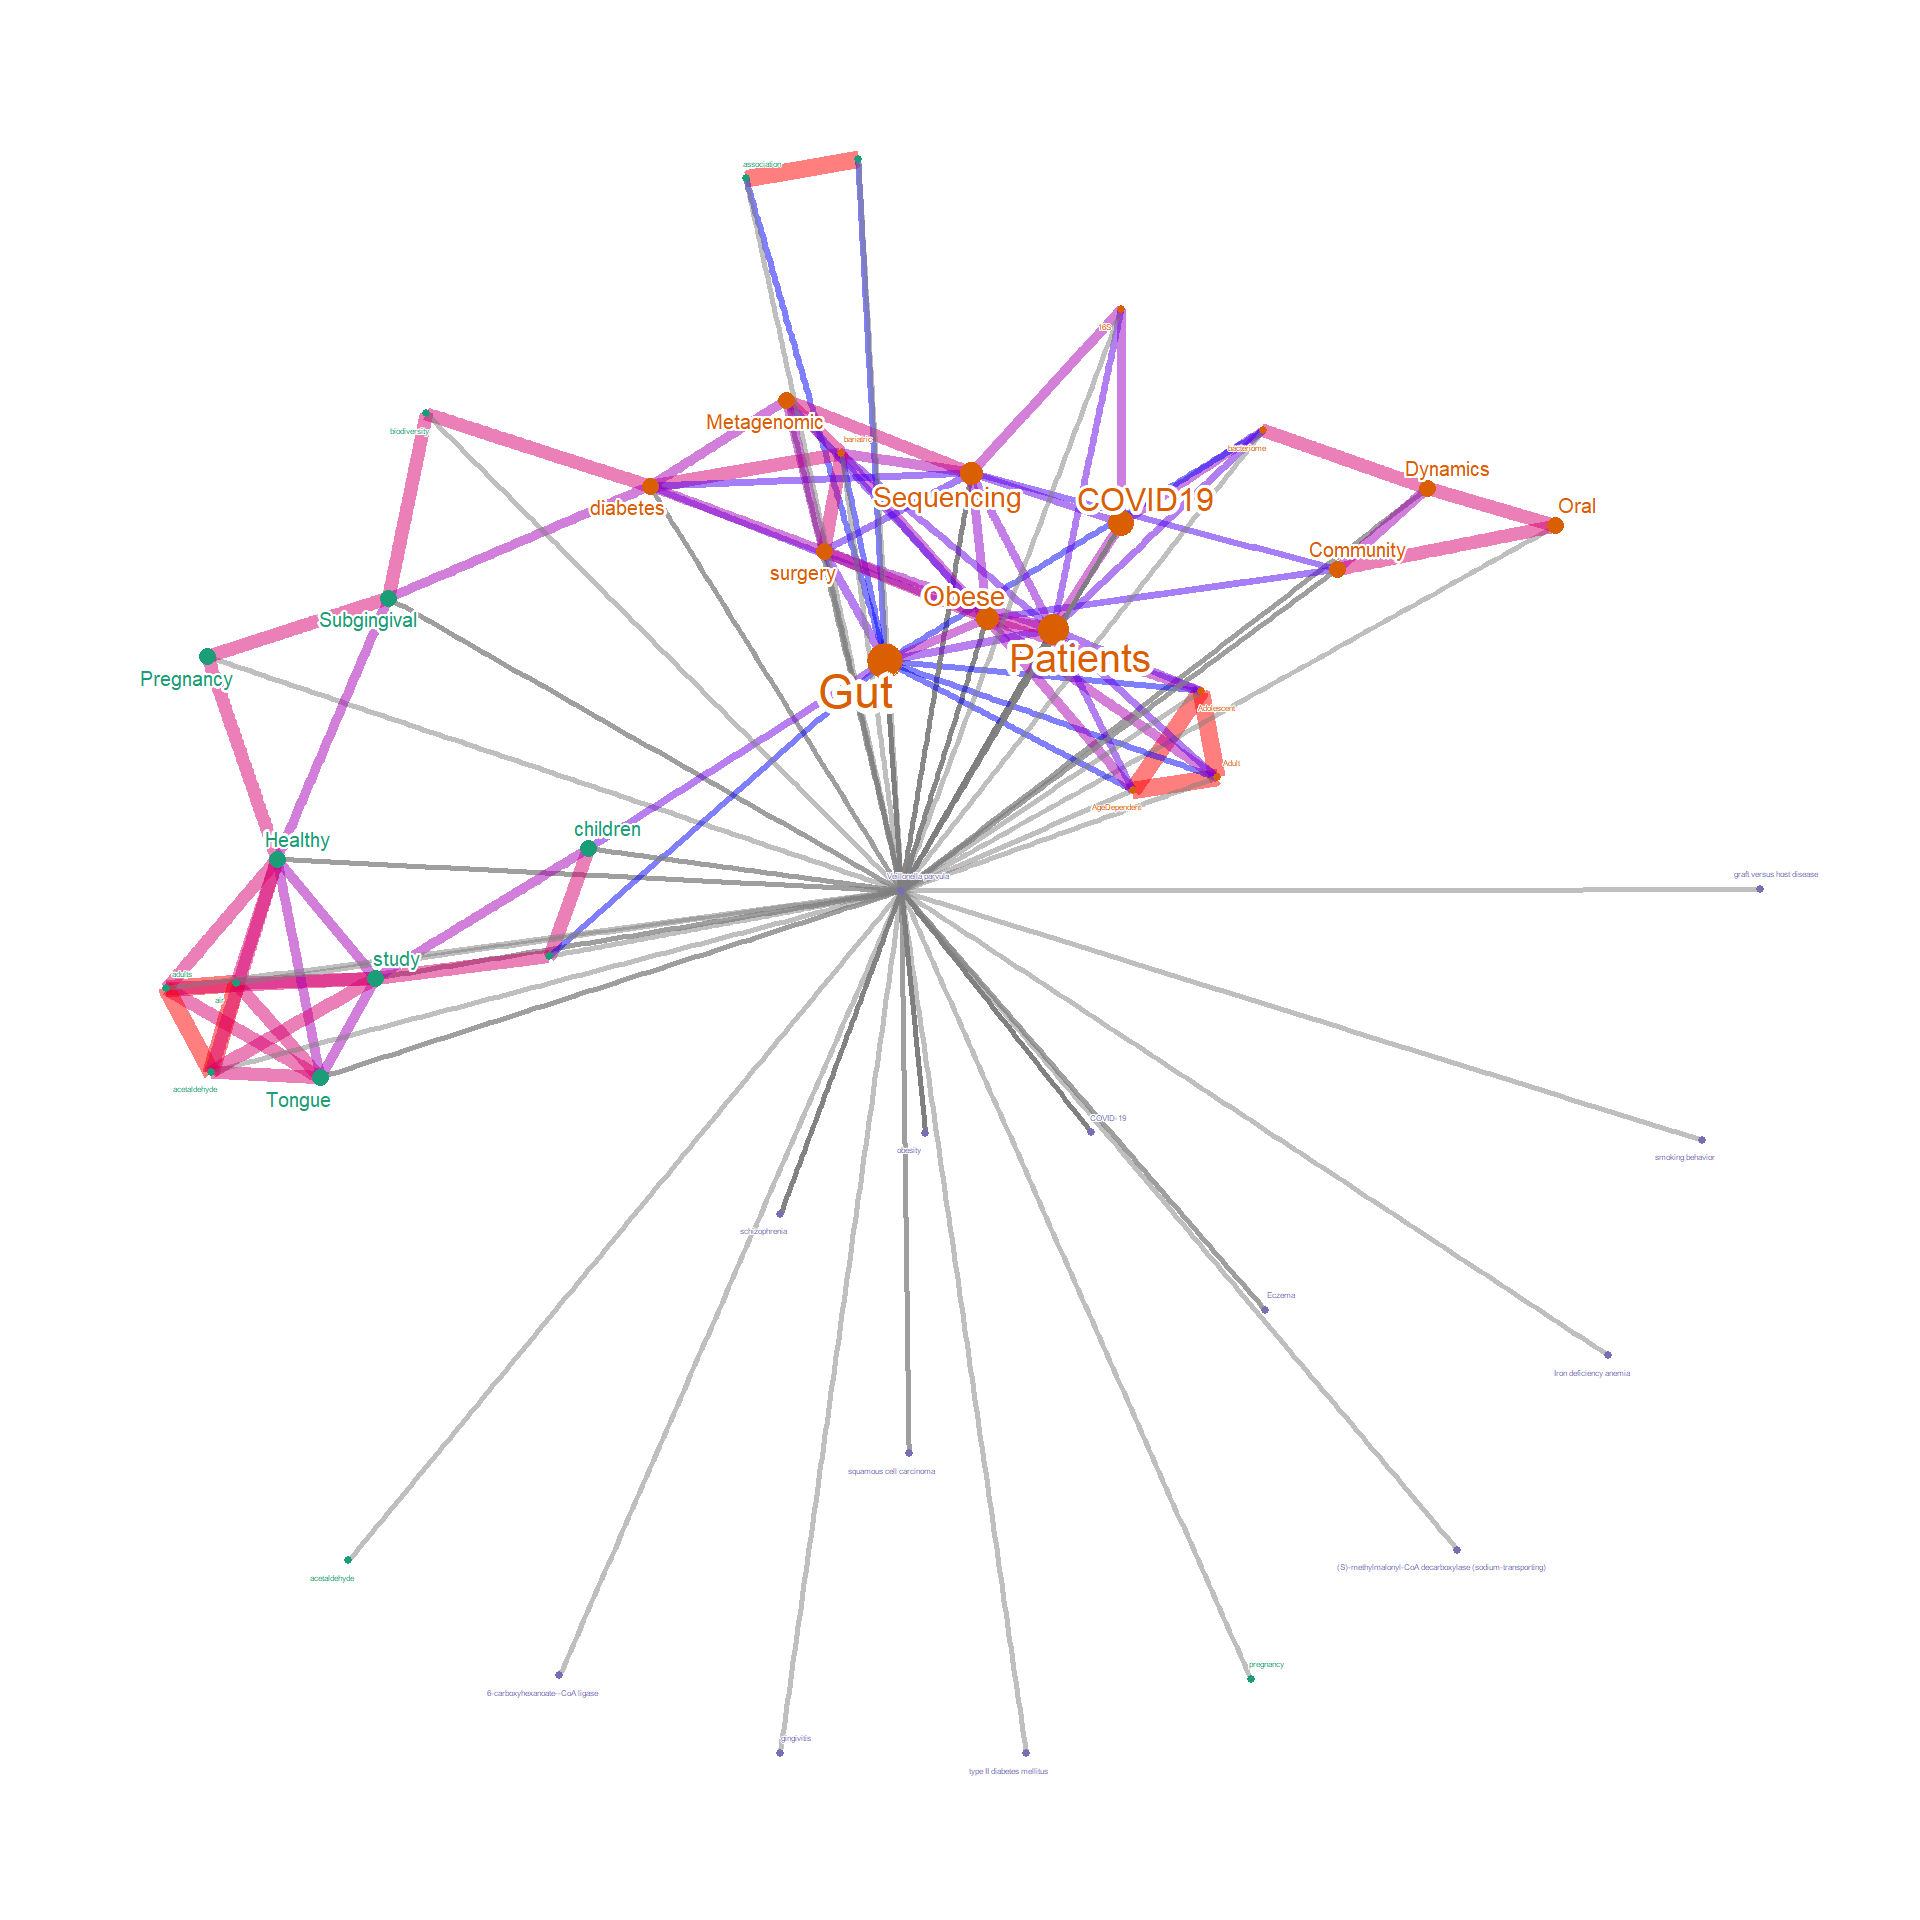 association
16S
Metagenomic
biodiversity
bariatric
bacteriome
Dynamics
Sequencing
COVID19
Oral
diabetes
Community
surgery
Obese
Subgingival
Patients
Pregnancy
Gut
Adolescent
Adult
AgeDependent
children
Healthy
Veillonella parvula
graft versus host disease
study
adults
air
acetaldehyde
Tongue
COVID-19
obesity
smoking behavior
schizophrenia
Eczema
Iron deficiency anemia
squamous cell carcinoma
(S)-methylmalonyl-CoA decarboxylase (sodium-transporting)
acetaldehyde
pregnancy
6-carboxyhexanoate--CoA ligase
gingivitis
type II diabetes mellitus